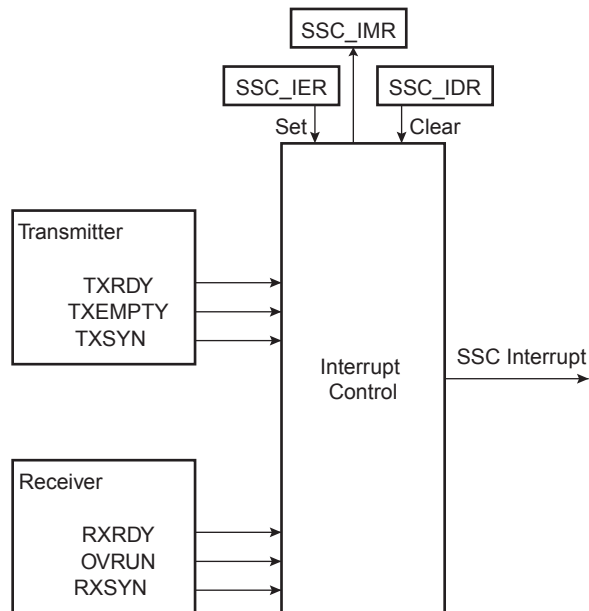 SSC_IMR
SSC_IER
SSC_IDR
Set
Clear
Transmitter
TXRDY
TXEMPTY
TXSYN
Interrupt
Control
SSC Interrupt
Receiver
RXRDY
OVRUN
RXSYN